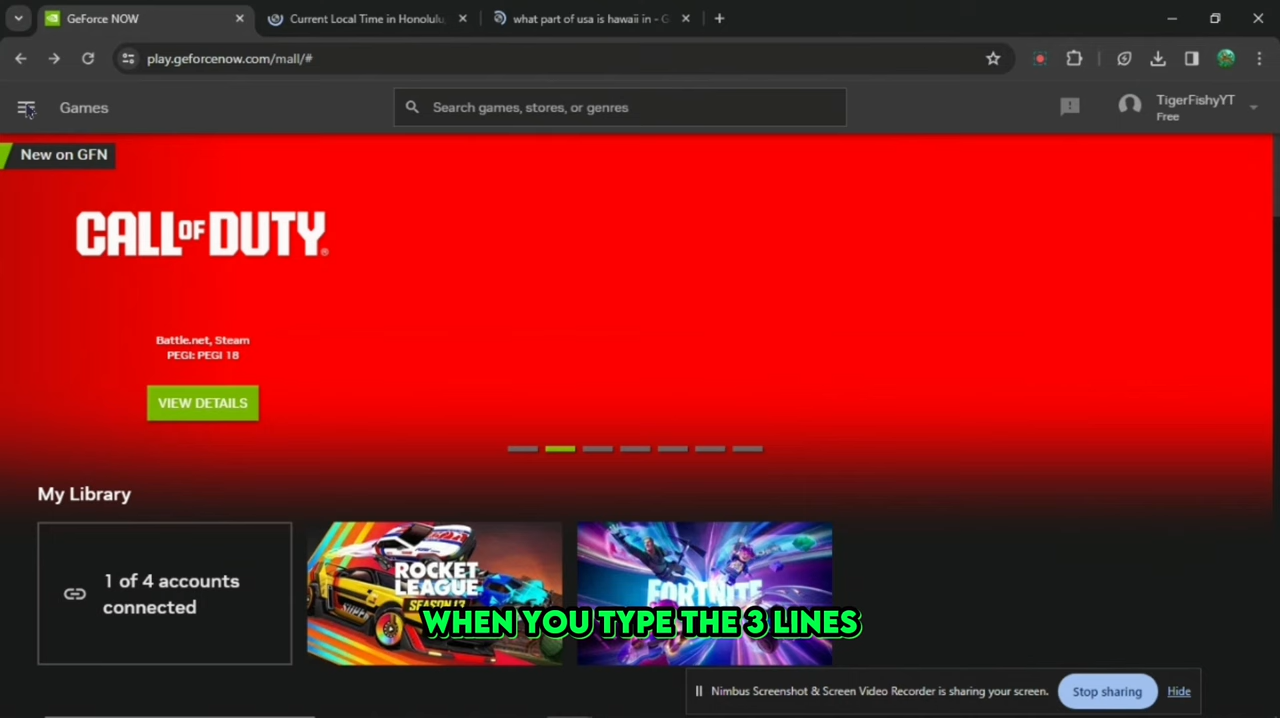 GeForce NOW
Current Local Time in Honolulu,
what part of usa is hawaii in - G
play.geforcenow.com/mall/#
Games
Search games, stores, or genres
TigerFishyYT
Free
New on GFN
CALL OF DUTY
Battle.net, Steam
PEGI: PEGI 18
VIEW DETAILS
My Library
1 of 4 accounts
connected
ROCKET
LEAGUE
SEASON 13
FORTNITE
WHEN YOU TYPE THE 3 LINES
Nimbus Screenshot & Screen Video Recorder is sharing your screen.
Stop sharing
Hide